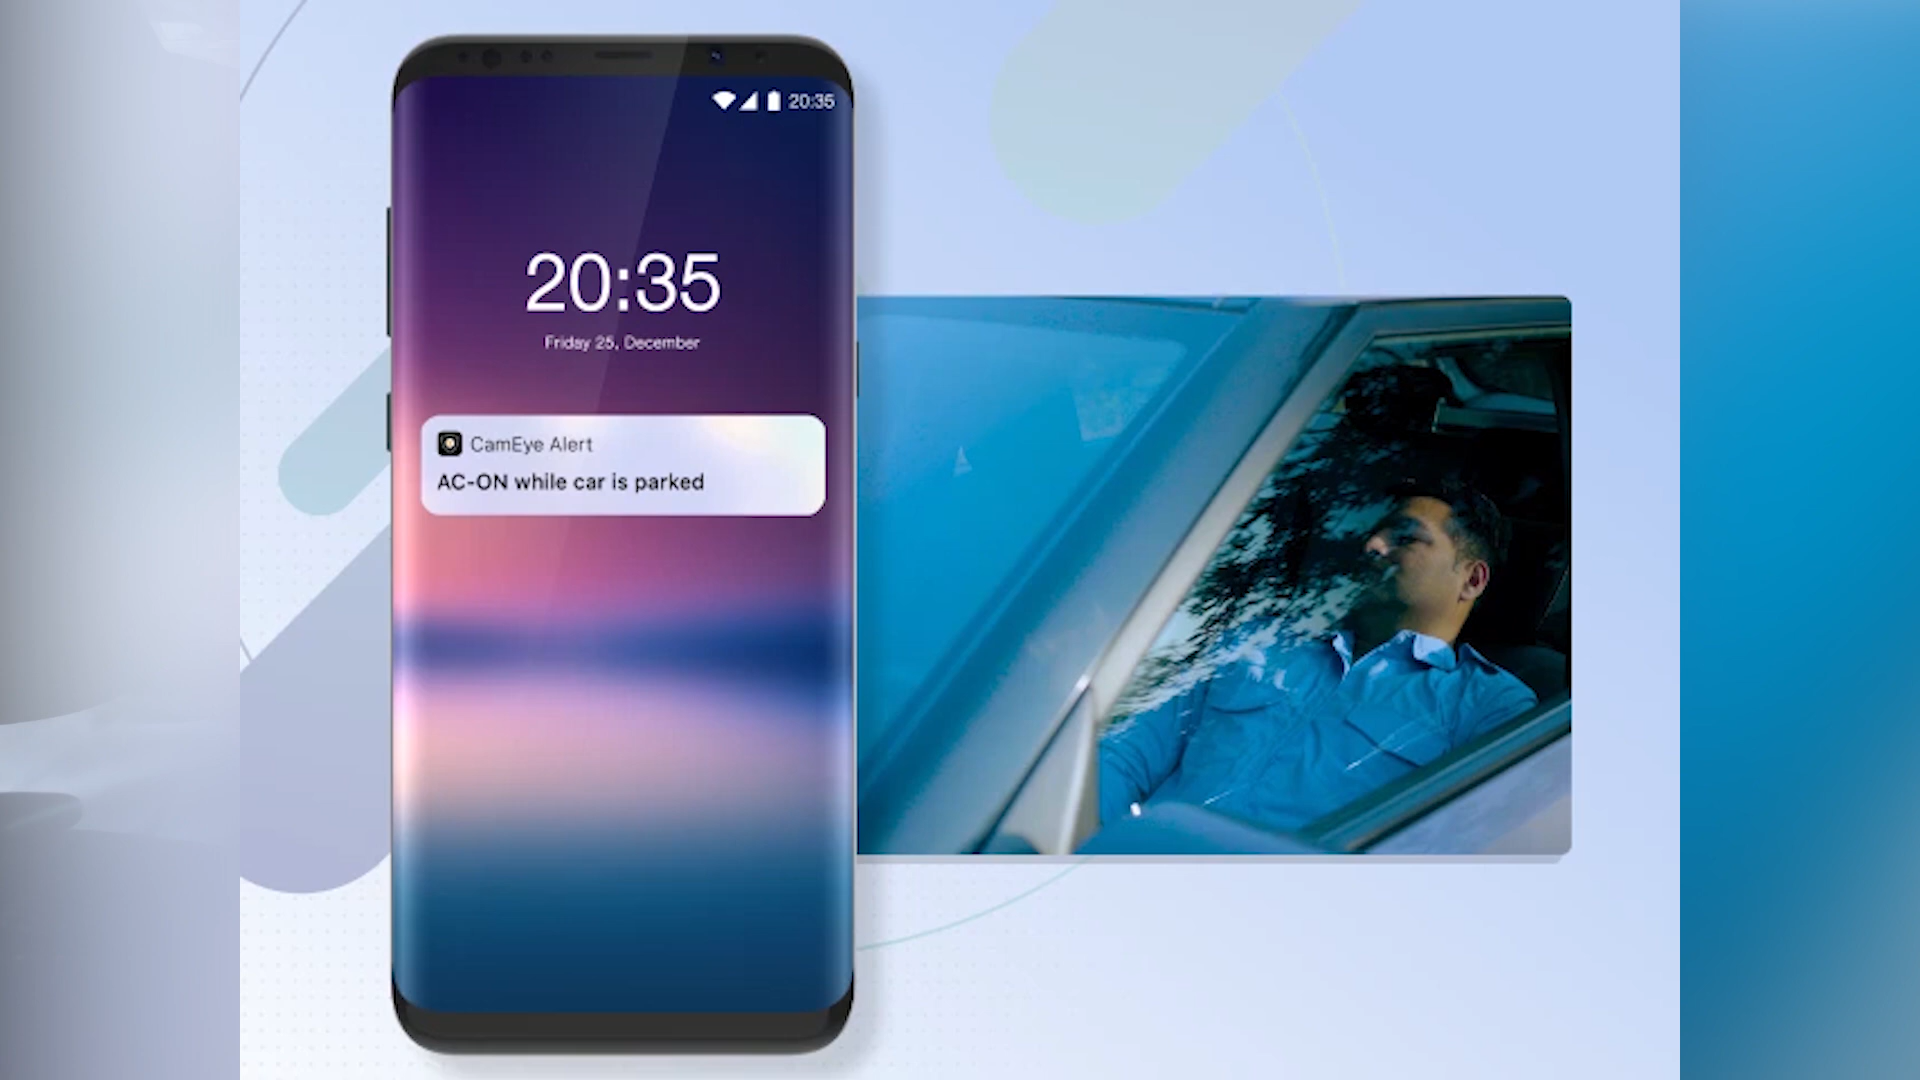 20:35
20:35
Friday 25, December
CamEye Alert
AC-ON while car is parked